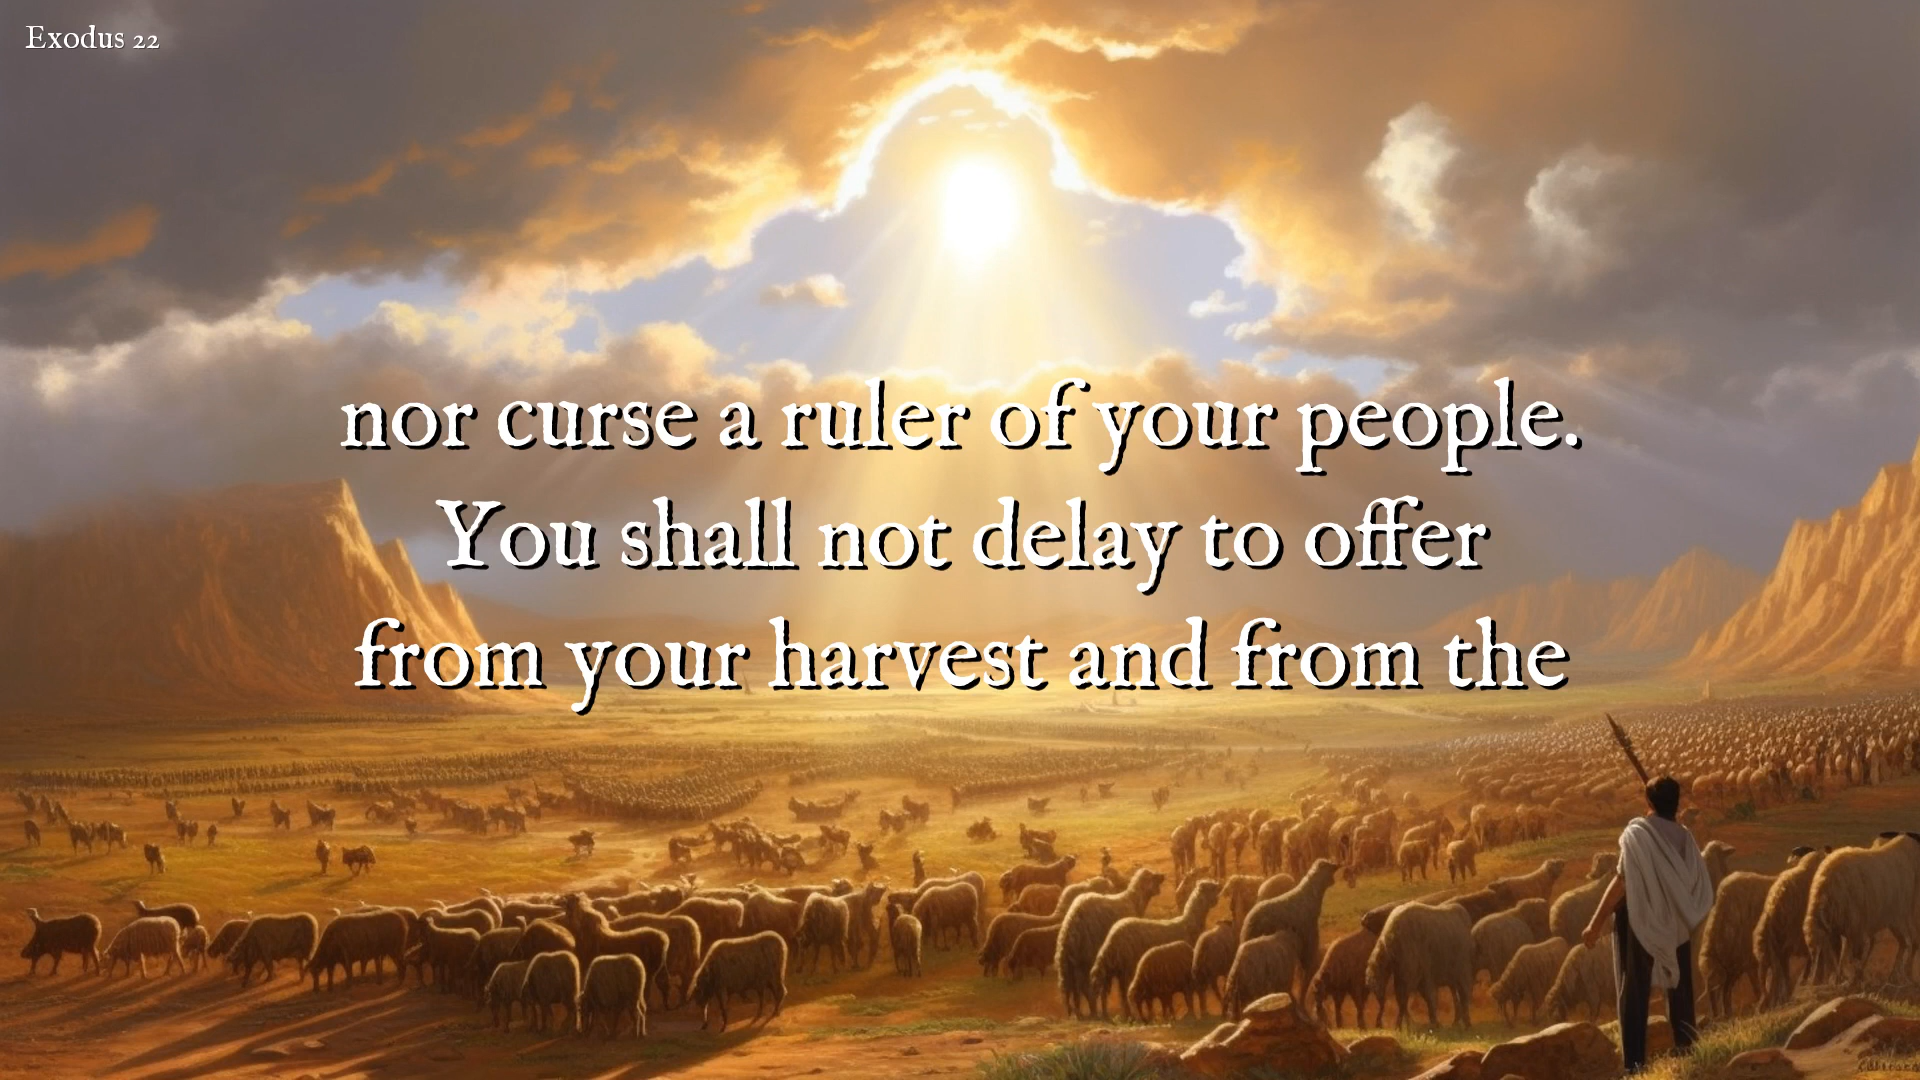 Exodus 22
nor curse a ruler of your people.
You shall not delay to offer
from your harvest and from the